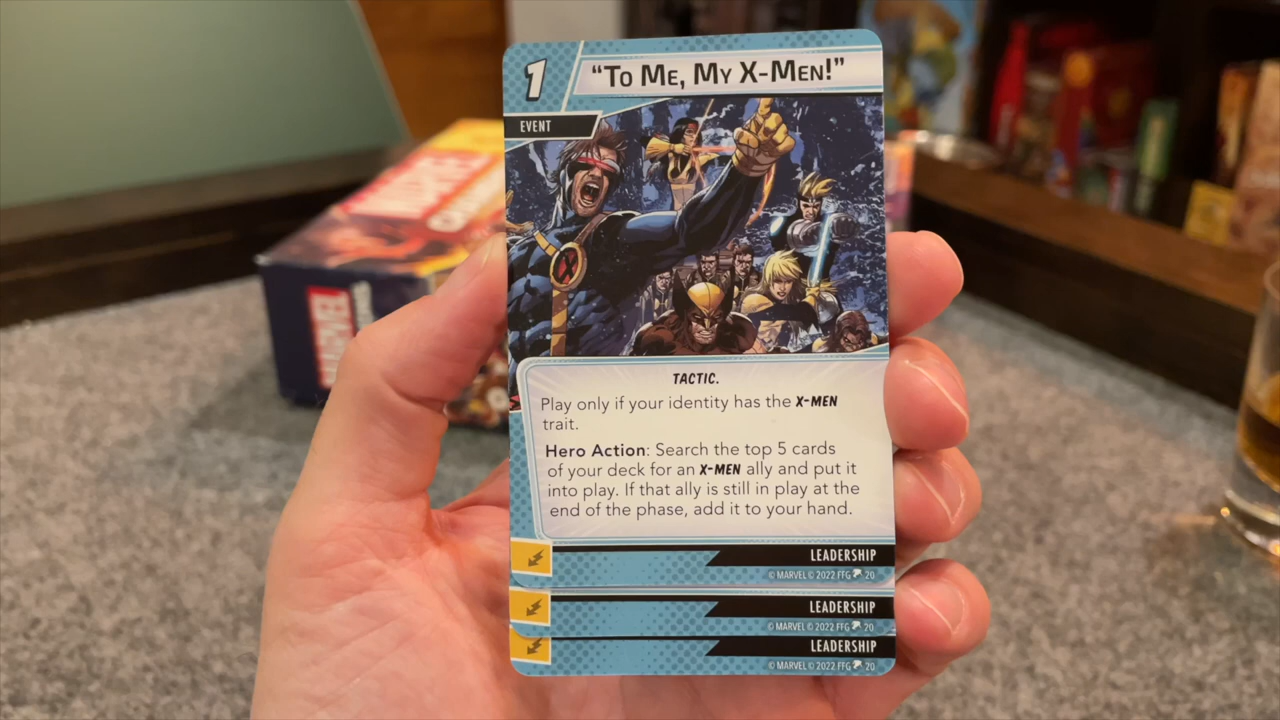 1
“To Me, My X-Men!”
EVENT
MARVEL
MARVEL
TACTIC.
Play only if your identity has the X-MEN
trait.
Hero Action: Search the top 5 cards
of your deck for an X-MEN ally and put it
into play. If that ally is still in play at the
end of the phase, add it to your hand.
LEADERSHIP
© MARVEL © 2022 FFG 20
LEADERSHIP
© MARVEL © 2022 FFG 20
LEADERSHIP
© MARVEL © 2022 FFG 20